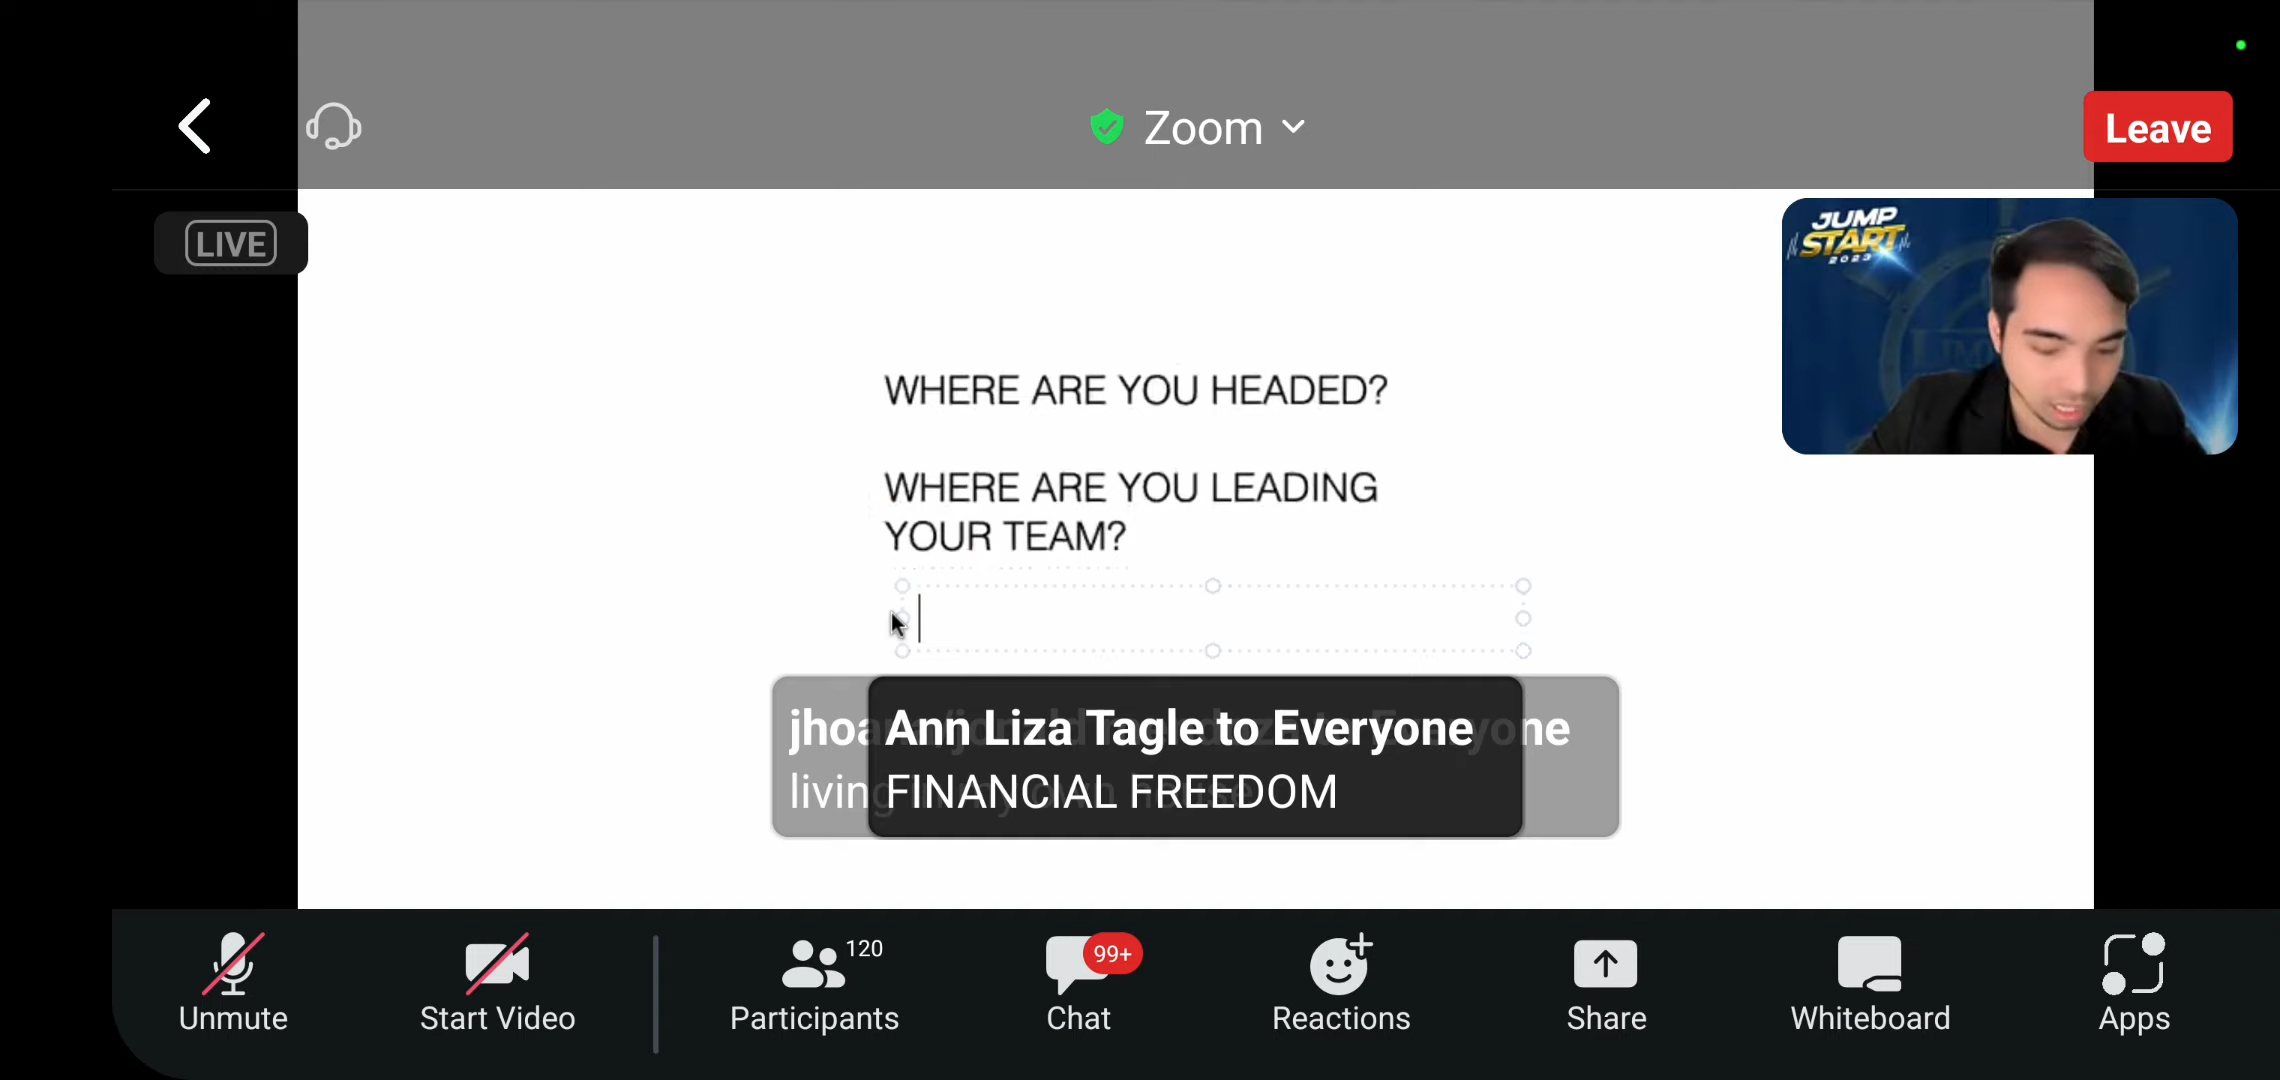 Zoom
Leave
LIVE
JUMP
START
2023
WHERE ARE YOU HEADED?
WHERE ARE YOU LEADING
YOUR TEAM?
Ann Liza Tagle to Everyone
FINANCIAL FREEDOM
120
99+
Unmute
Start Video
Participants
Chat
Reactions
Share
Whiteboard
Apps